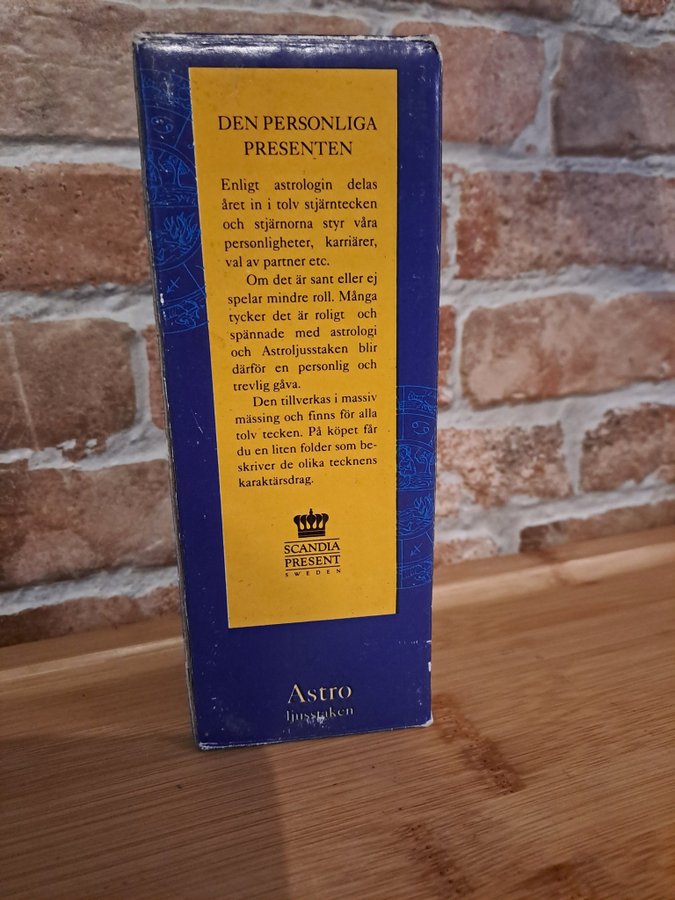 DEN PERSONLIGA
PRESENTEN
Enligt astrologin delas
året in i tolv stjärntecken
och stjärnorna styr våra
personligheter, karriärer,
val av partner etc.
Om det är sant eller ej
spelar mindre roll. Många
tycker det är roligt och
spännade med astrologi
och Astroljusstaken blir
därför en personlig och
trevlig gåva.
Den tillverkas i massiv
mässing och finns för alla
tolv tecken. På köpet får
du en liten folder som be-
skriver de olika tecknens
karaktärsdrag.
SCANDIA
PRESENT
SWEDEN
Astro
ljusstaken